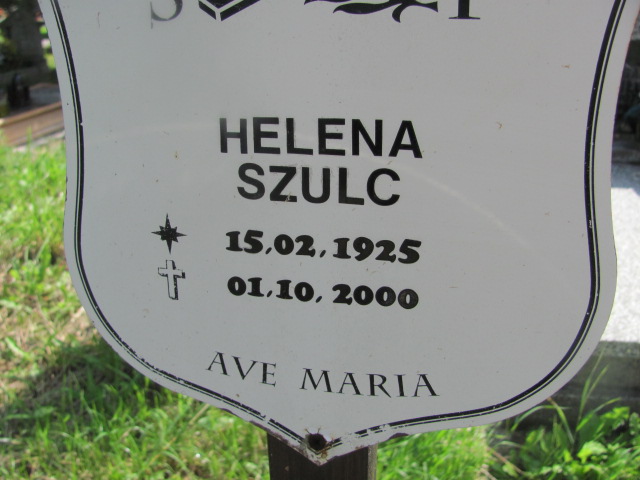 S P
HELENA
SZULC
15.02.1925
01.10.2000
AVE MARIA